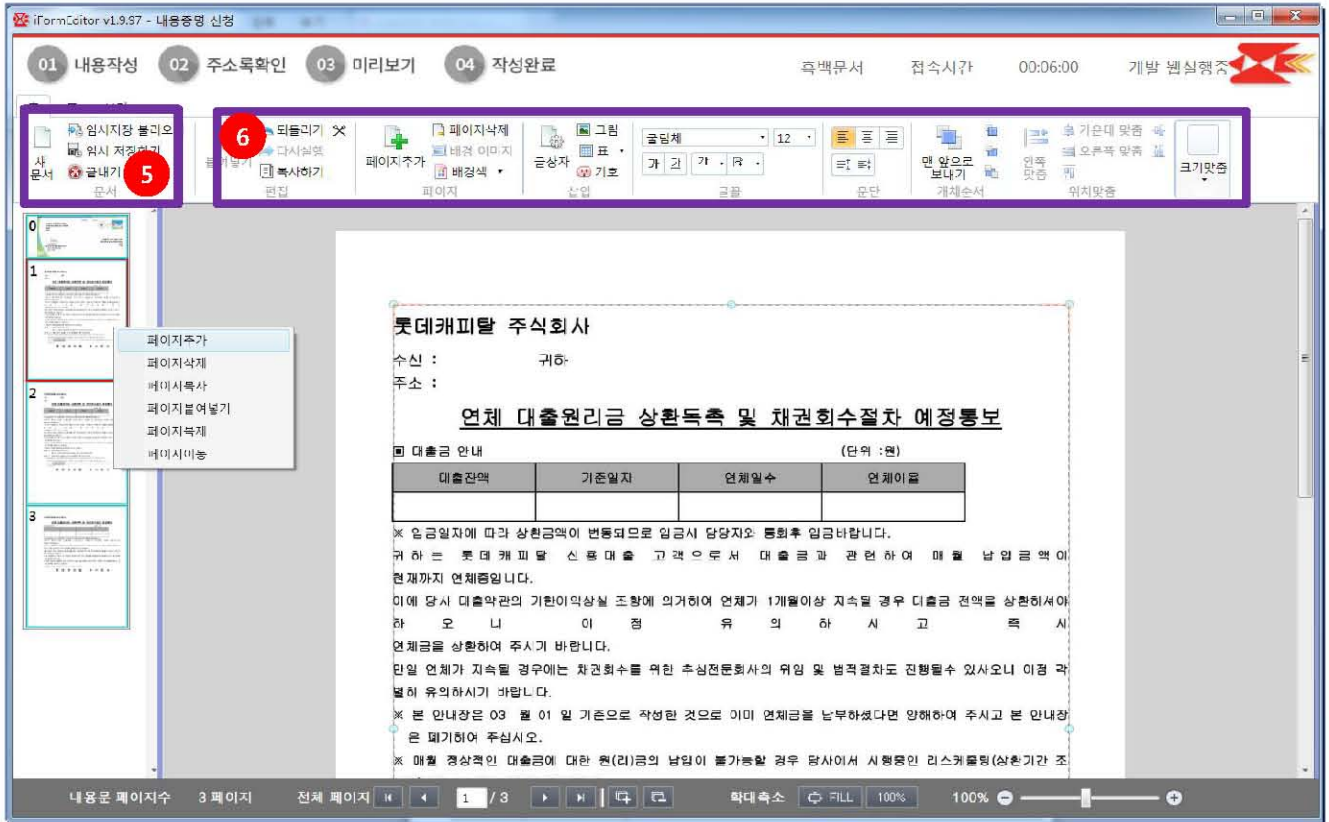 iFormEditor v1.9.97 - 내용증명 신청
01 내용작성 02 주소록확인 03 미리보기 04 작성완료 흑백문서 접속시간 00:06:00 개발 웹실행중
임시저장 불러오
임시 저장하기
끝내기
새
문서
문서
5
6
붙여넣기
되돌리기
다시실행
복사하기
편집
페이지추가
페이지삭제
배경 이미지
배경색
페이지
글상자
그림
표
기호
삽입
굴림체 12
가 간 가 가
글꼴
문단
맨 앞으로
보내기
개체순서
왼쪽
맞춤
가운데 맞춤
오른쪽 맞춤
위치맞춤
크기맞춤
0
1
2
3
페이지추가
페이지삭제
페이지복사
페이지붙여넣기
페이지복제
페이지이동
롯데캐피탈 주식회사
수신 : 귀하
주소 :
연체 대출원리금 상환독촉 및 채권회수절차 예정통보
▣ 대출금 안내 (단위 :원)
대출잔액 기준일자 연체일수 연체이율
※ 입금일자에 따라 상환금액이 변동되므로 입금시 담당자와 통화후 입금바랍니다.
귀 하 는 롯 데 캐 피 탈 신 용 대 출 고 객 으 로 서 대 출 금 과 관 련 하 여 매 월 납 입 금 액 이
현재까지 연체중입니다.
이에 당사 대출약관의 기한이익상실 조항에 의거하여 연체가 1개월이상 지속될 경우 대출금 전액을 상환하셔야
하 오 니 이 점 유 의 하 시 고 즉 시
연체금을 상환하여 주시기 바랍니다.
만일 연체가 지속될 경우에는 채권회수를 위한 추심전문회사의 위임 및 법적절차도 진행될수 있사오니 이점 각
별히 유의하시기 바랍니다.
※ 본 안내장은 03 월 01 일 기준으로 작성한 것으로 이미 연체금을 납부하셨다면 양해하여 주시고 본 안내장
은 폐기하여 주십시오.
※ 매월 정상적인 대출금에 대한 원(리)금의 납입이 불가능할 경우 당사에서 시행중인 리스케줄링(상환기간 조
내용문 페이지수 3 페이지 전체 페이지 1 / 3 확대축소 FILL 100% 100%